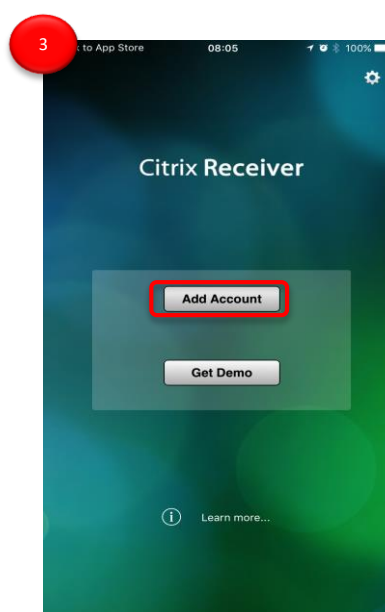 3
k to App Store 08:05 100%
Citrix Receiver
Add Account
Get Demo
i Learn more...